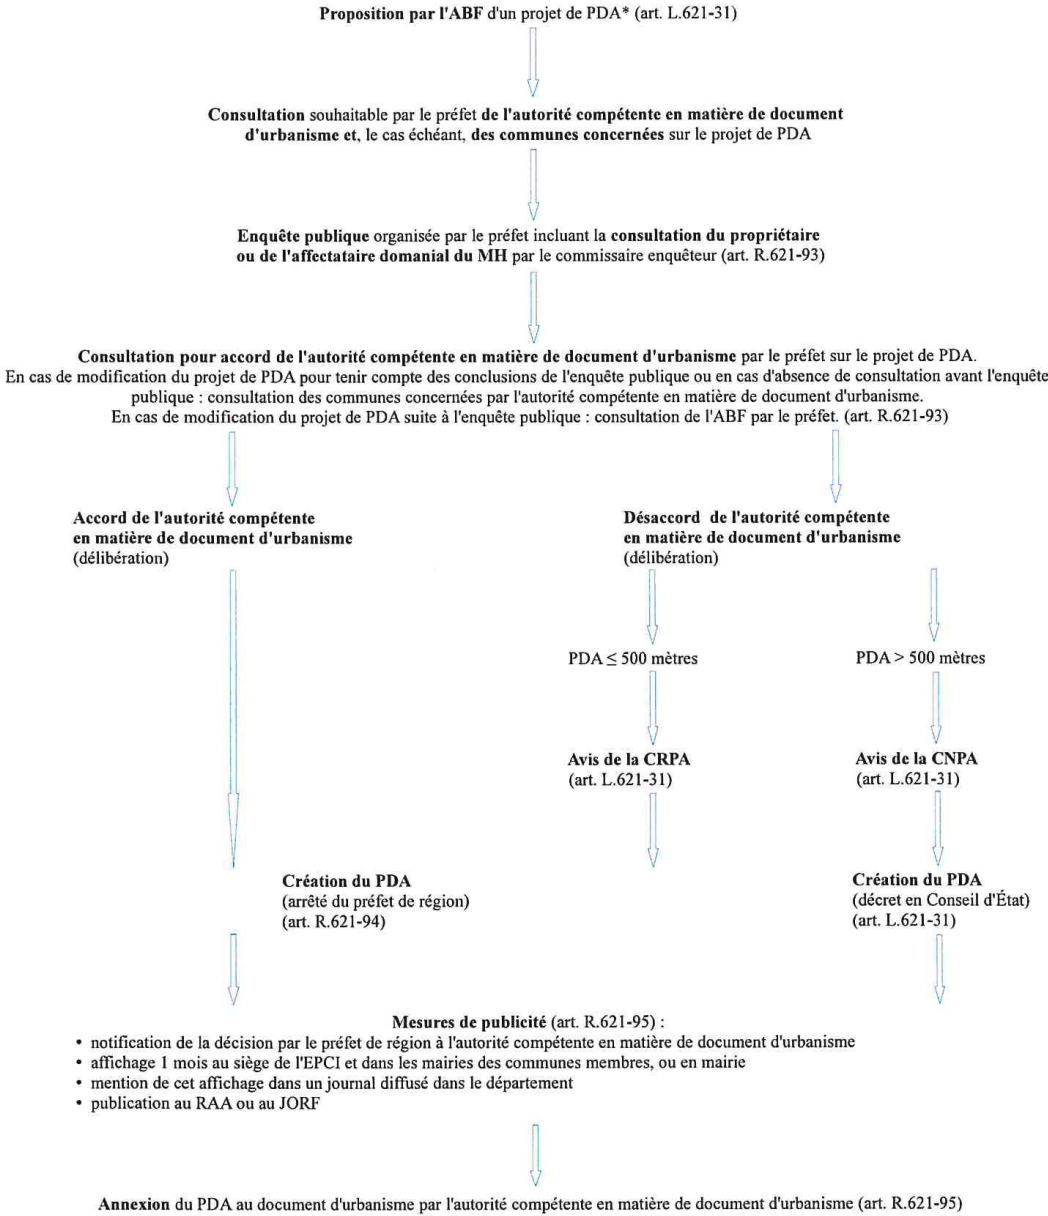 Proposition par l'ABF d'un projet de PDA* (art. L.621-31)
Consultation souhaitable par le préfet de l'autorité compétente en matière de document
d'urbanisme et, le cas échéant, des communes concernées sur le projet de PDA
Enquête publique organisée par le préfet incluant la consultation du propriétaire
ou de l'affectataire domanial du MH par le commissaire enquêteur (art. R.621-93)
Consultation pour accord de l'autorité compétente en matière de document d'urbanisme par le préfet sur le projet de PDA.
En cas de modification du projet de PDA pour tenir compte des conclusions de l'enquête publique ou en cas d'absence de consultation avant l'enquête
publique : consultation des communes concernées par l'autorité compétente en matière de document d'urbanisme.
En cas de modification du projet de PDA suite à l'enquête publique : consultation de l'ABF par le préfet. (art. R.621-93)
Accord de l'autorité compétente
en matière de document d'urbanisme
(délibération)
Désaccord de l'autorité compétente
en matière de document d'urbanisme
(délibération)
PDA ≤ 500 mètres
PDA > 500 mètres
Avis de la CRPA
(art. L.621-31)
Avis de la CNPA
(art. L.621-31)
Création du PDA
(arrêté du préfet de région)
(art. R.621-94)
Création du PDA
(décret en Conseil d'État)
(art. L.621-31)
Mesures de publicité (art. R.621-95) :
• notification de la décision par le préfet de région à l'autorité compétente en matière de document d'urbanisme
• affichage 1 mois au siège de l'EPCI et dans les mairies des communes membres, ou en mairie
• mention de cet affichage dans un journal diffusé dans le département
• publication au RAA ou au JORF
Annexion du PDA au document d'urbanisme par l'autorité compétente en matière de document d'urbanisme (art. R.621-95)